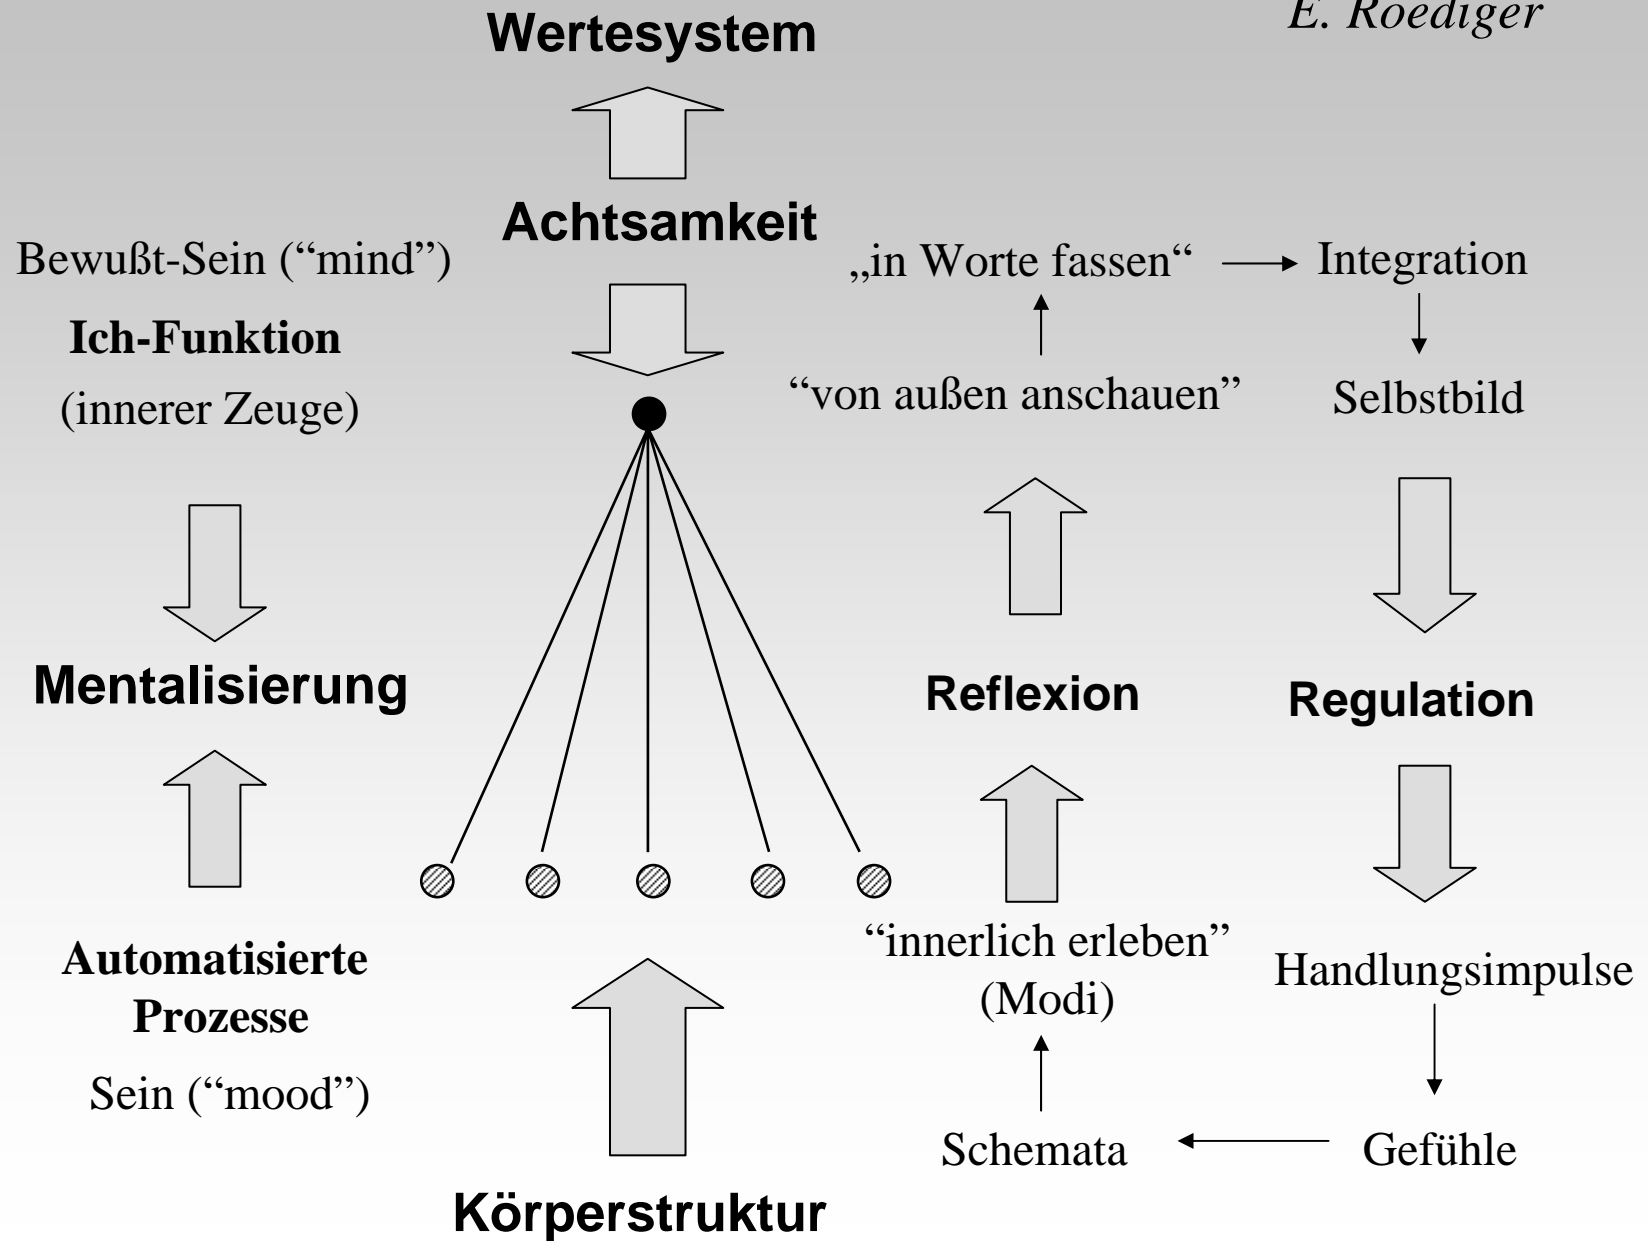 E. Roediger
Wertesystem
Achtsamkeit
Bewußt-Sein (“mind”)
Ich-Funktion
(innerer Zeuge)
„in Worte fassen“
Integration
“von außen anschauen”
Selbstbild
Mentalisierung
Reflexion
Regulation
Automatisierte
Prozesse
Sein (“mood”)
“innerlich erleben”
(Modi)
Handlungsimpulse
Schemata
Gefühle
Körperstruktur